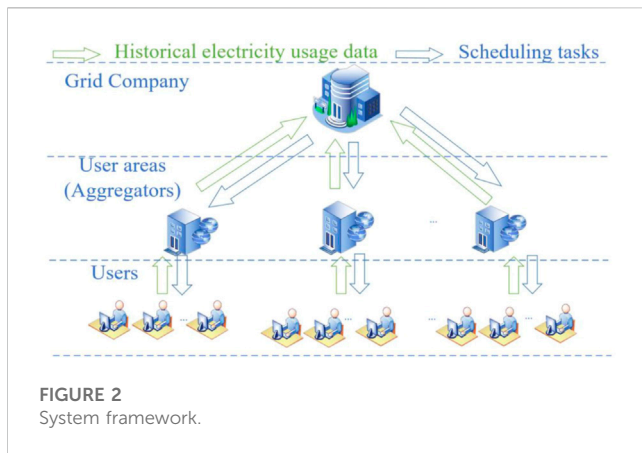 Historical electricity usage data
Scheduling tasks
Grid Company
User areas
(Aggregators)
...
Users
... ... ... ...
FIGURE 2
System framework.